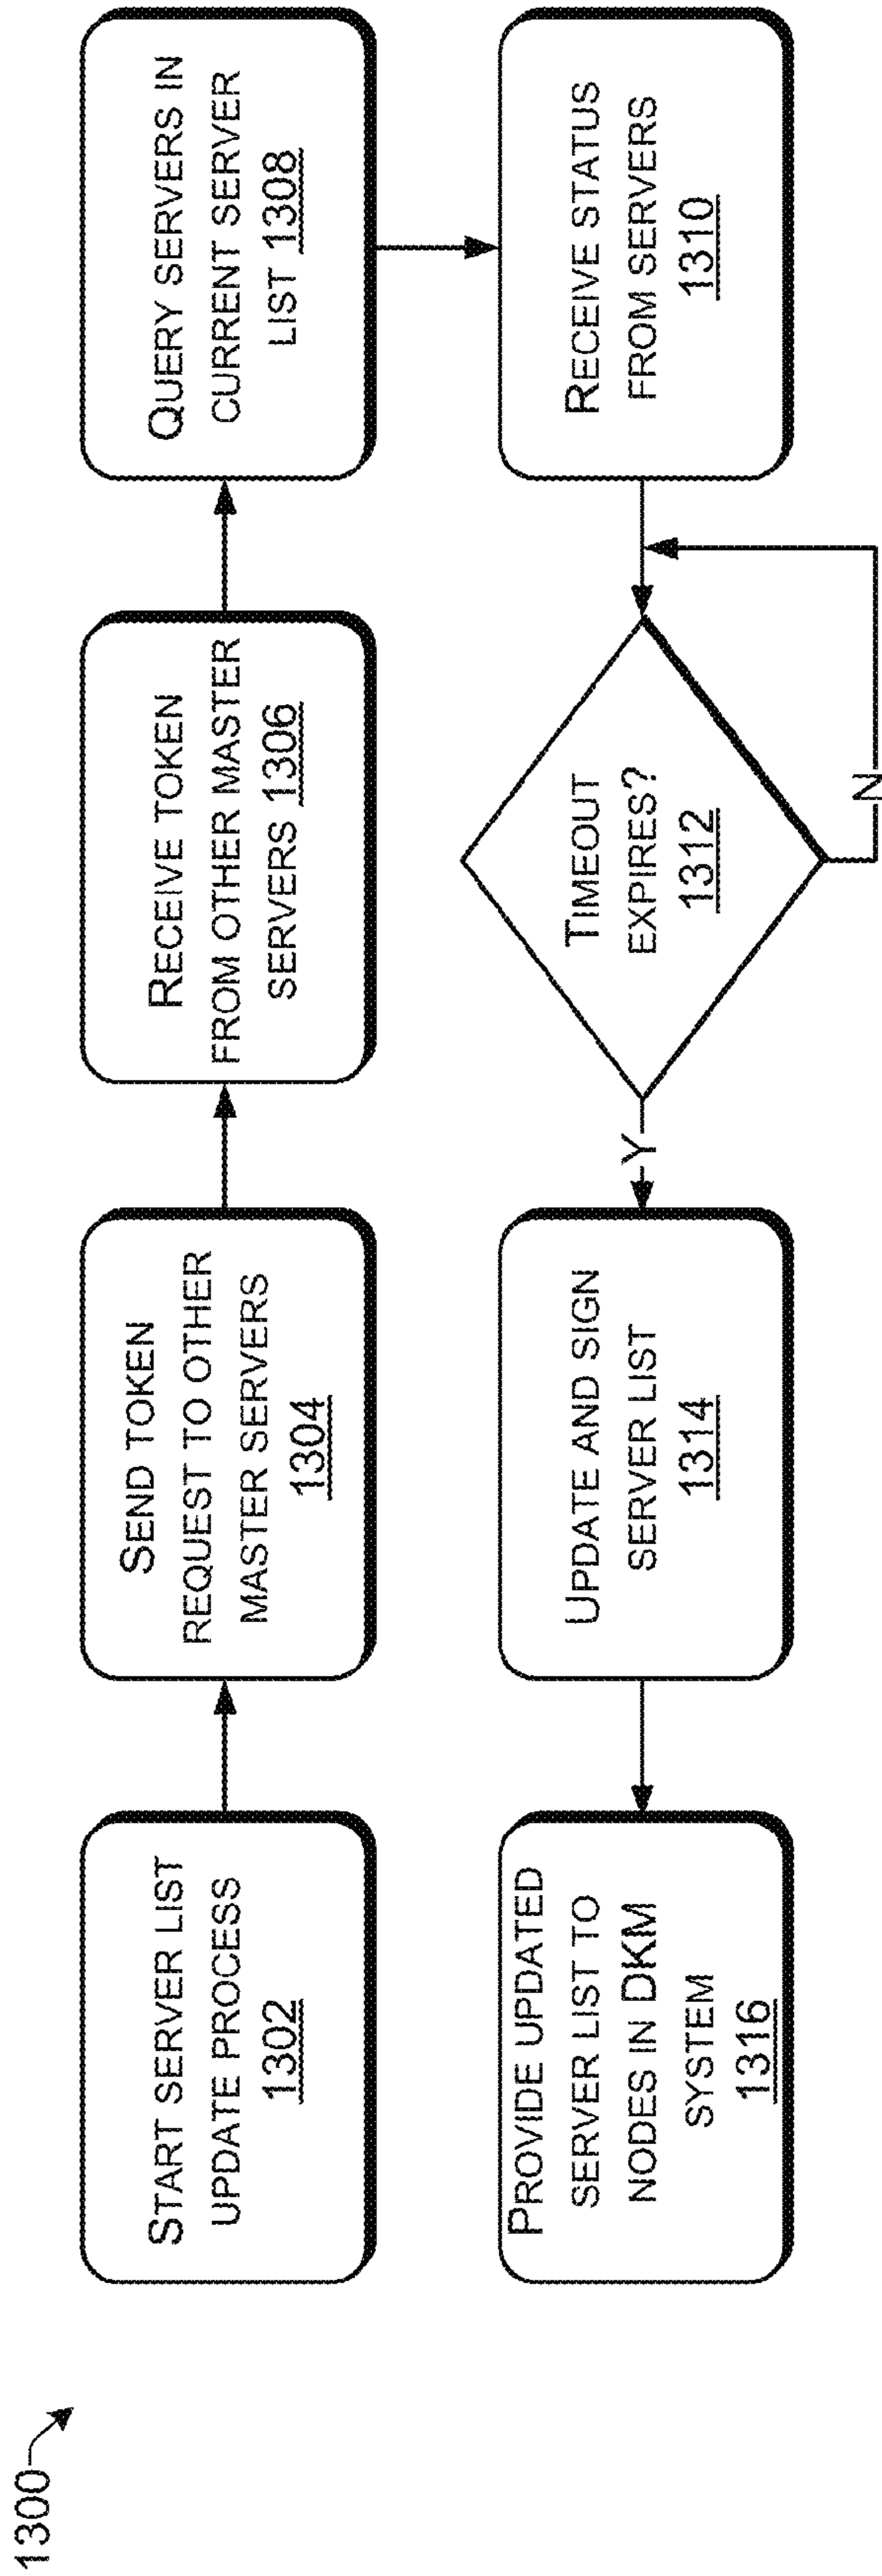 1300
START SERVER LIST
UPDATE PROCESS
1302
SEND TOKEN
REQUEST TO OTHER
MASTER SERVERS
1304
RECEIVE TOKEN
FROM OTHER MASTER
SERVERS 1306
QUERY SERVERS IN
CURRENT SERVER
LIST 1308
RECEIVE STATUS
FROM SERVERS
1310
TIMEOUT
EXPIRES?
1312
N
Y
UPDATE AND SIGN
SERVER LIST
1314
PROVIDE UPDATED
SERVER LIST TO
NODES IN DKM
SYSTEM
1316